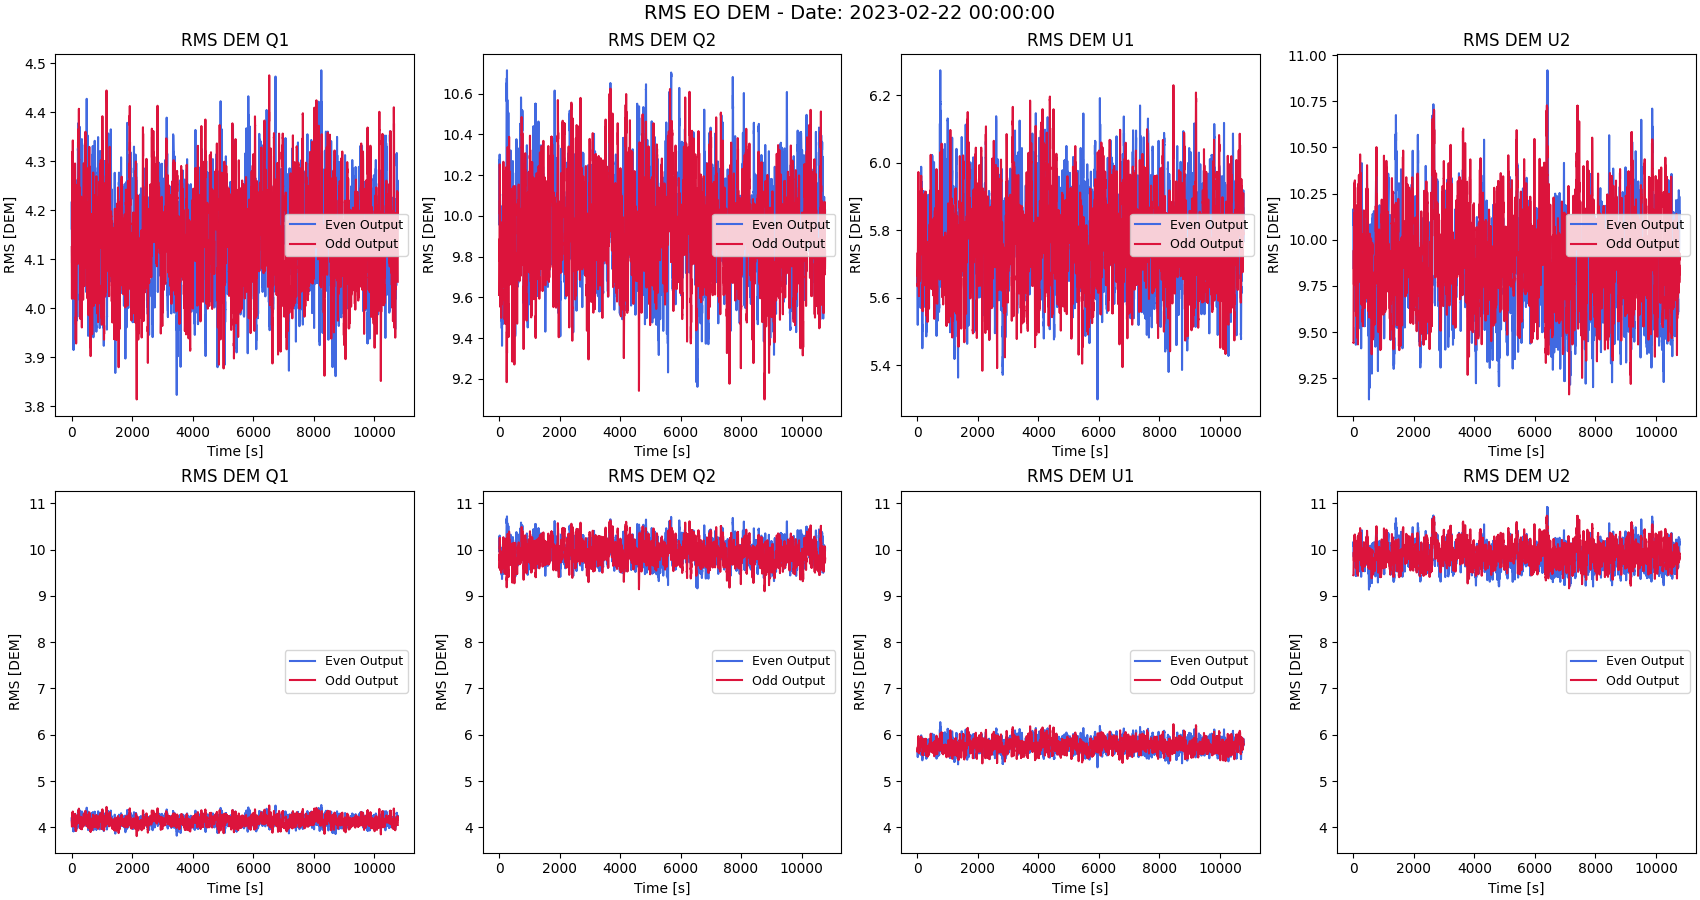 RMS EO DEM - Date: 2023-02-22 00:00:00
RMS DEM Q1
RMS [DEM]
4.5
4.4
4.3
4.2
4.1
4.0
3.9
3.8
0 2000 4000 6000 8000 10000
Time [s]
Even Output
Odd Output
RMS DEM Q2
RMS [DEM]
10.6
10.4
10.2
10.0
9.8
9.6
9.4
9.2
0 2000 4000 6000 8000 10000
Time [s]
Even Output
Odd Output
RMS DEM U1
RMS [DEM]
6.2
6.0
5.8
5.6
5.4
0 2000 4000 6000 8000 10000
Time [s]
Even Output
Odd Output
RMS DEM U2
RMS [DEM]
11.00
10.75
10.50
10.25
10.00
9.75
9.50
9.25
0 2000 4000 6000 8000 10000
Time [s]
Even Output
Odd Output
RMS DEM Q1
RMS [DEM]
11
10
9
8
7
6
5
4
0 2000 4000 6000 8000 10000
Time [s]
Even Output
Odd Output
RMS DEM Q2
RMS [DEM]
11
10
9
8
7
6
5
4
0 2000 4000 6000 8000 10000
Time [s]
Even Output
Odd Output
RMS DEM U1
RMS [DEM]
11
10
9
8
7
6
5
4
0 2000 4000 6000 8000 10000
Time [s]
Even Output
Odd Output
RMS DEM U2
RMS [DEM]
11
10
9
8
7
6
5
4
0 2000 4000 6000 8000 10000
Time [s]
Even Output
Odd Output